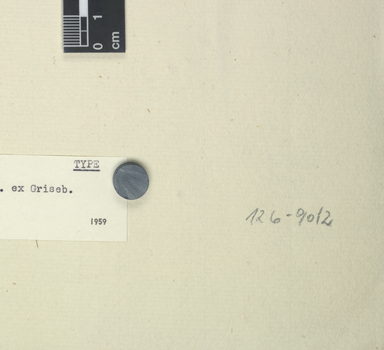 0 1
cm
TYPE
. ex Griseb.
1959
126-9012